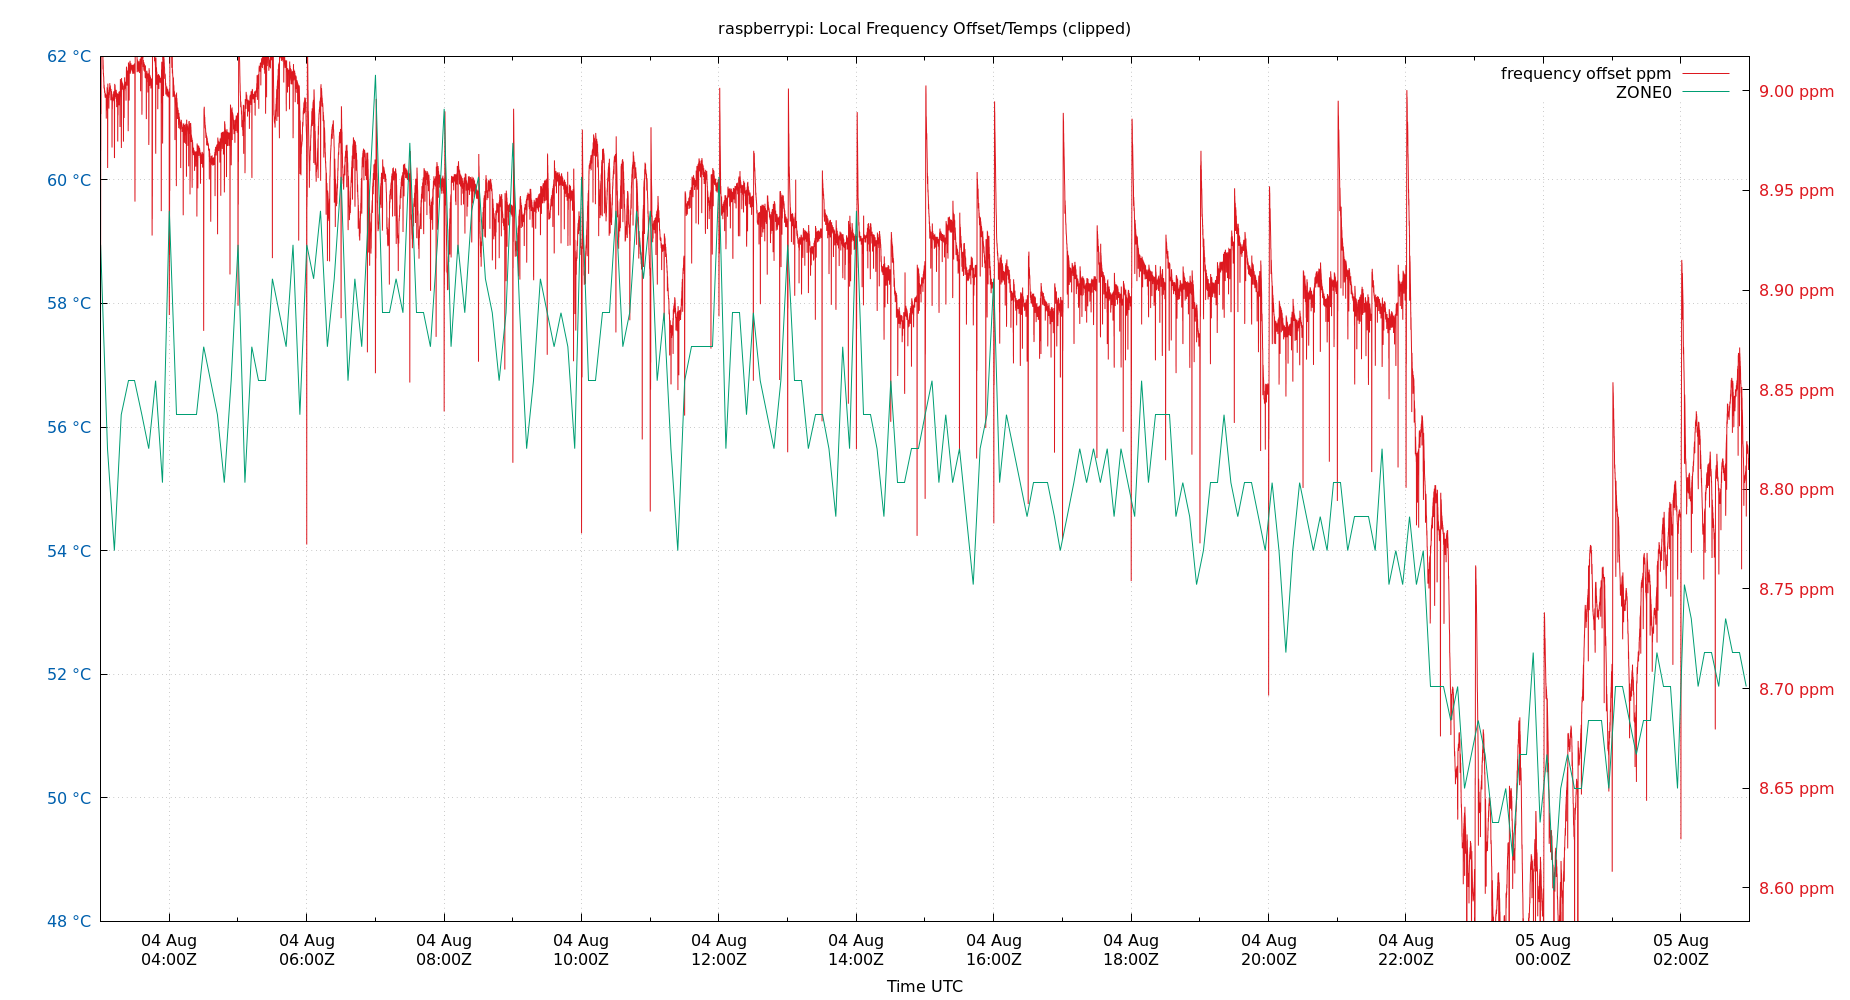 raspberrypi: Local Frequency Offset/Temps (clipped)
frequency offset ppm
ZONE0
62 °C
60 °C
58 °C
56 °C
54 °C
52 °C
50 °C
48 °C
9.00 ppm
8.95 ppm
8.90 ppm
8.85 ppm
8.80 ppm
8.75 ppm
8.70 ppm
8.65 ppm
8.60 ppm
04 Aug
04:00Z
04 Aug
06:00Z
04 Aug
08:00Z
04 Aug
10:00Z
04 Aug
12:00Z
04 Aug
14:00Z
04 Aug
16:00Z
04 Aug
18:00Z
04 Aug
20:00Z
04 Aug
22:00Z
05 Aug
00:00Z
05 Aug
02:00Z
Time UTC